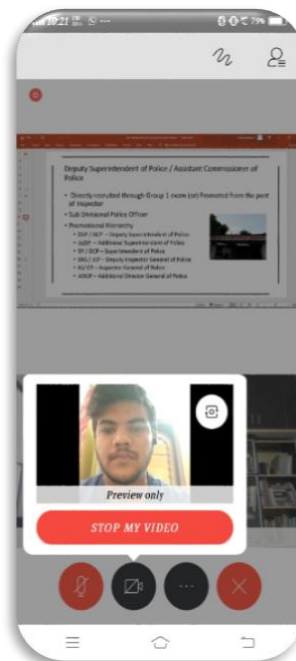 10:21
79%
Deputy Superintendent of Police / Assistant Commissioner of
Police
• Directly recruited through Group 1 exam (or) Promoted from the post
of Inspector
• Sub Divisional Police Officer
• Promotional Hierarchy
• DSP / ACP – Deputy Superintendent of Police
• ADSP – Additional Superintendent of Police
• SP / DCP – Superintendent of Police
• DIG / JCP – Deputy Inspector General of Police
• IG/ CP – Inspector General of Police
• ADGP – Additional Director General of Police
Preview only
STOP MY VIDEO